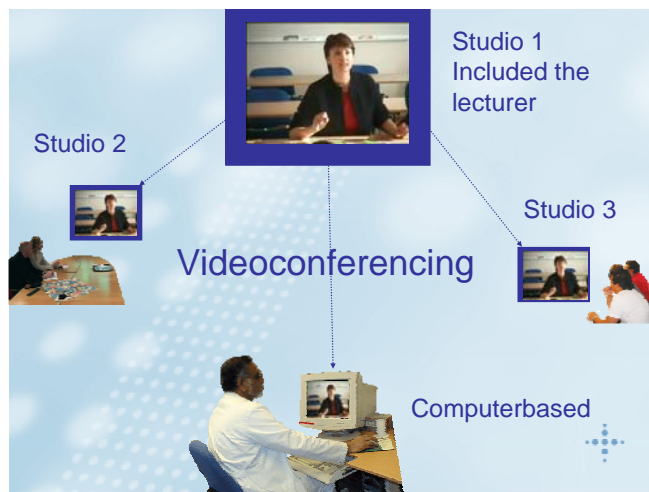 Studio 1
Included the
lecturer
Studio 2
Studio 3
Videoconferencing
Computerbased